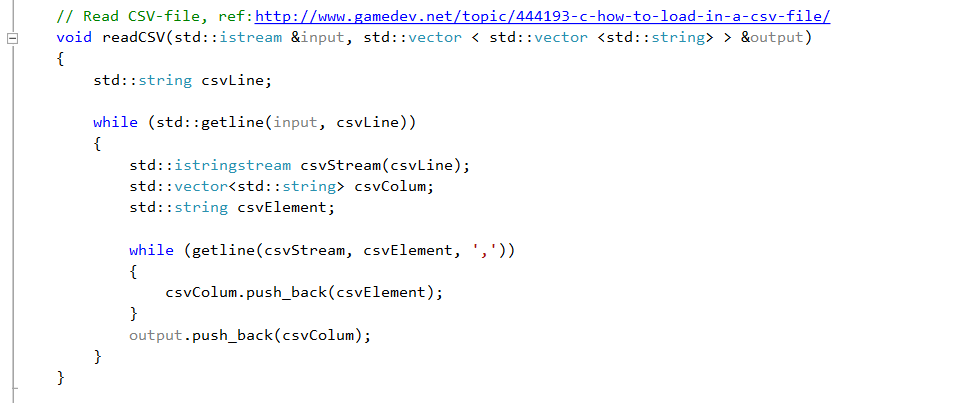 // Read CSV-file, ref:http://www.gamedev.net/topic/444193-c-how-to-load-in-a-csv-file/
void readCSV(std::istream &input, std::vector < std::vector <std::string> > &output)
{
    std::string csvLine;

    while (std::getline(input, csvLine))
    {
        std::istringstream csvStream(csvLine);
        std::vector<std::string> csvColum;
        std::string csvElement;

        while (getline(csvStream, csvElement, ','))
        {
            csvColum.push_back(csvElement);
        }
        output.push_back(csvColum);
    }
}